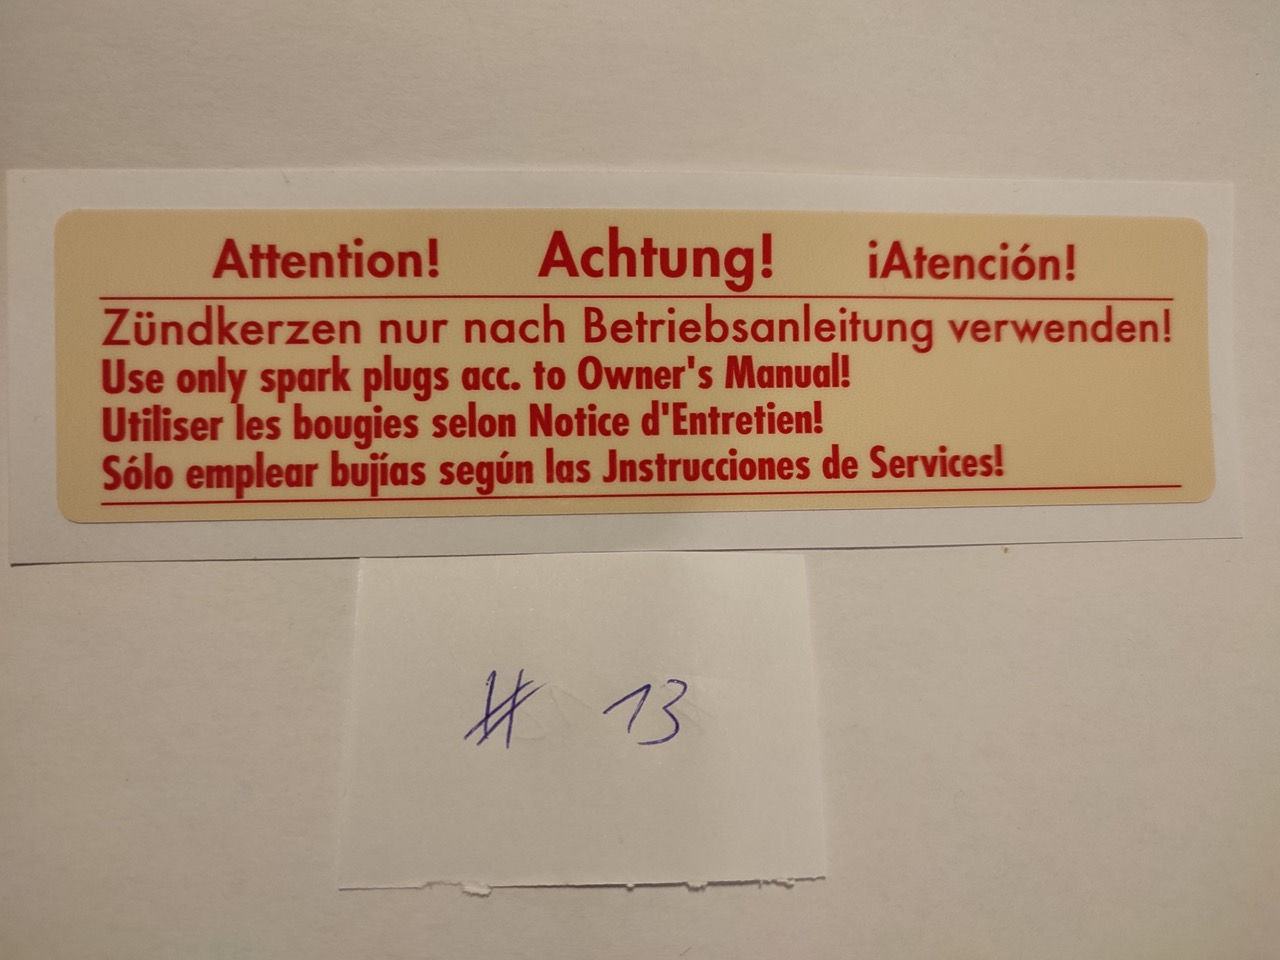 Attention! Achtung! ¡Atención!
Zündkerzen nur nach Betriebsanleitung verwenden!
Use only spark plugs acc. to Owner's Manual!
Utiliser les bougies selon Notice d'Entretien!
Sólo emplear bujías según las Jnstrucciones de Services!
# 13